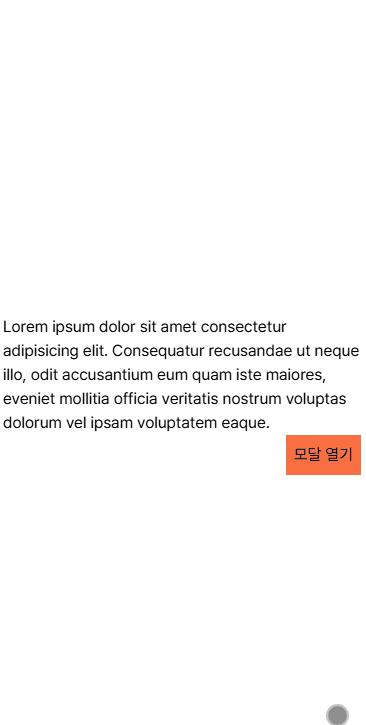 Lorem ipsum dolor sit amet consectetur
adipisicing elit. Consequatur recusandae ut neque
illo, odit accusantium eum quam iste maiores,
eveniet mollitia officia veritatis nostrum voluptas
dolorum vel ipsam voluptatem eaque.
모달 열기